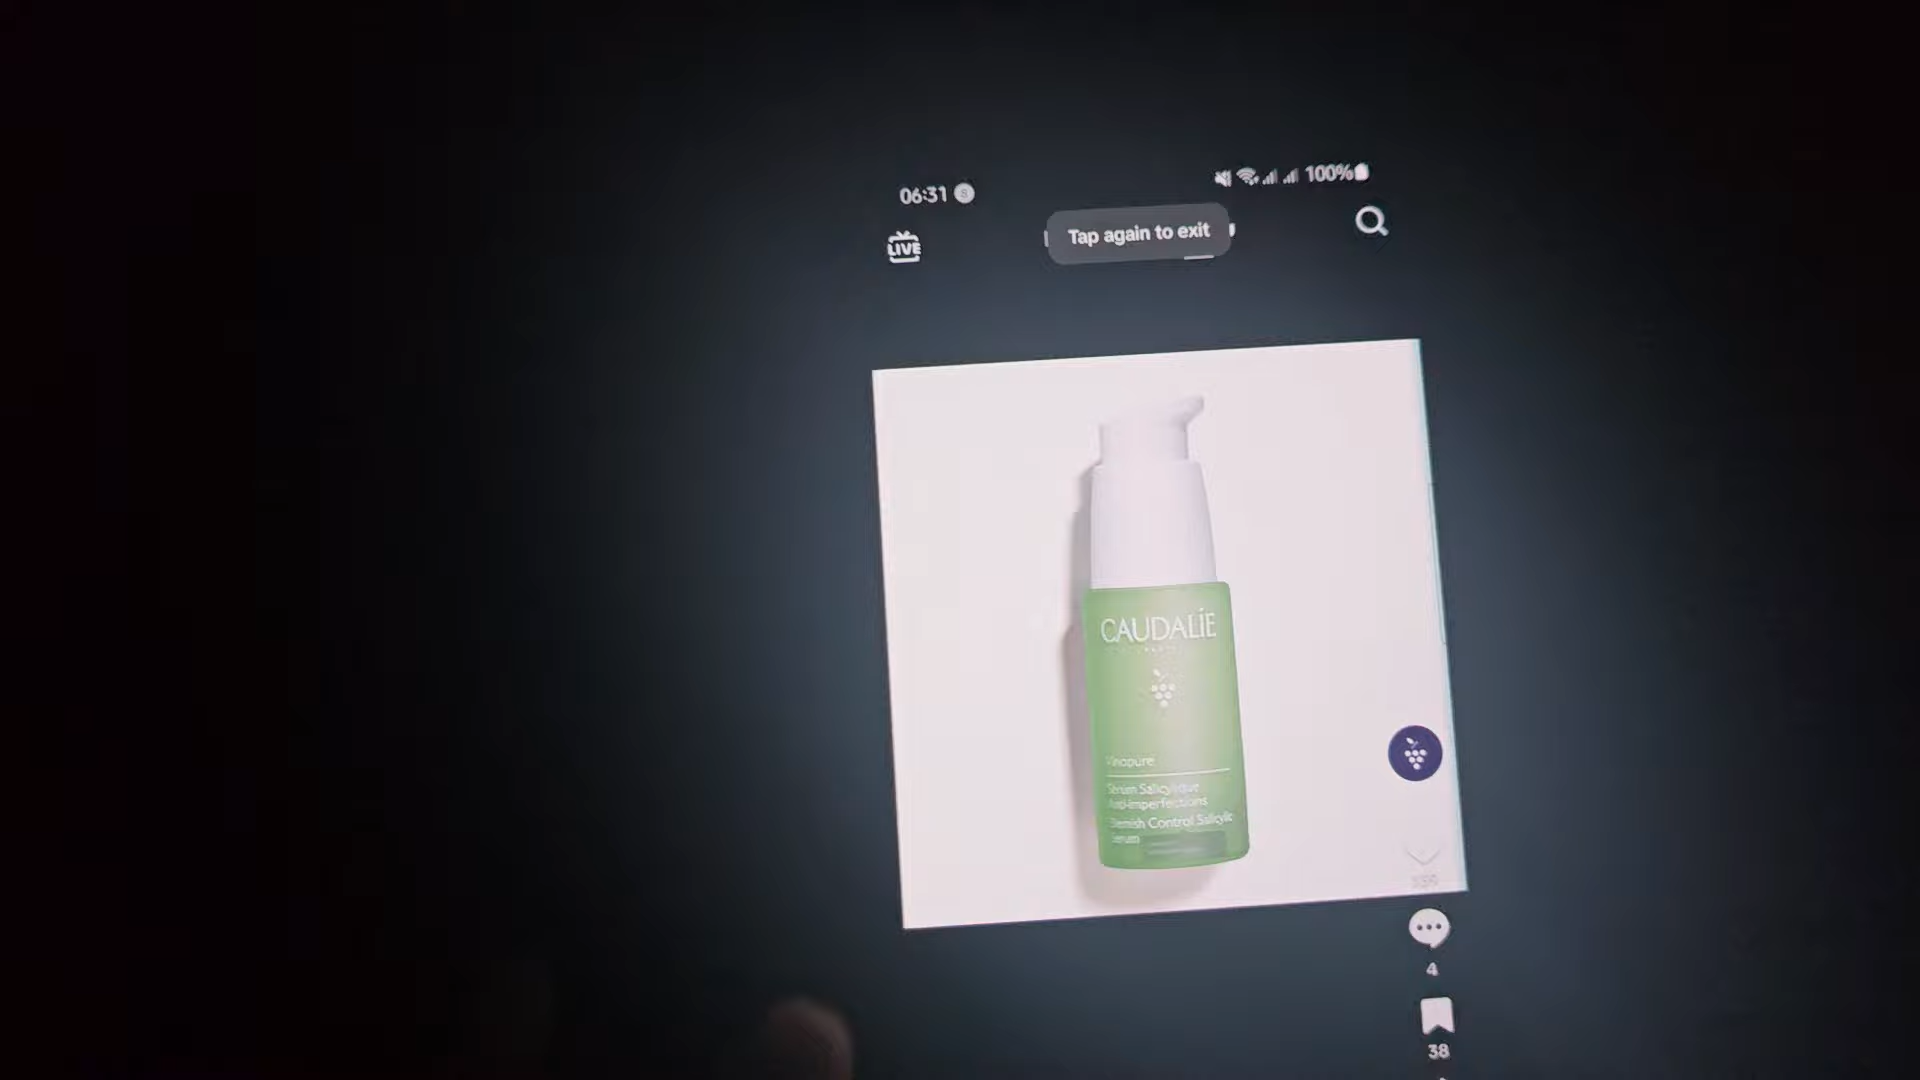 06:31
100%
LIVE
Tap again to exit
CAUDALÍE
Vinopure
Sérum Salicylique
Anti-imperfections
Blemish Control Salicylic
Serum
4
38